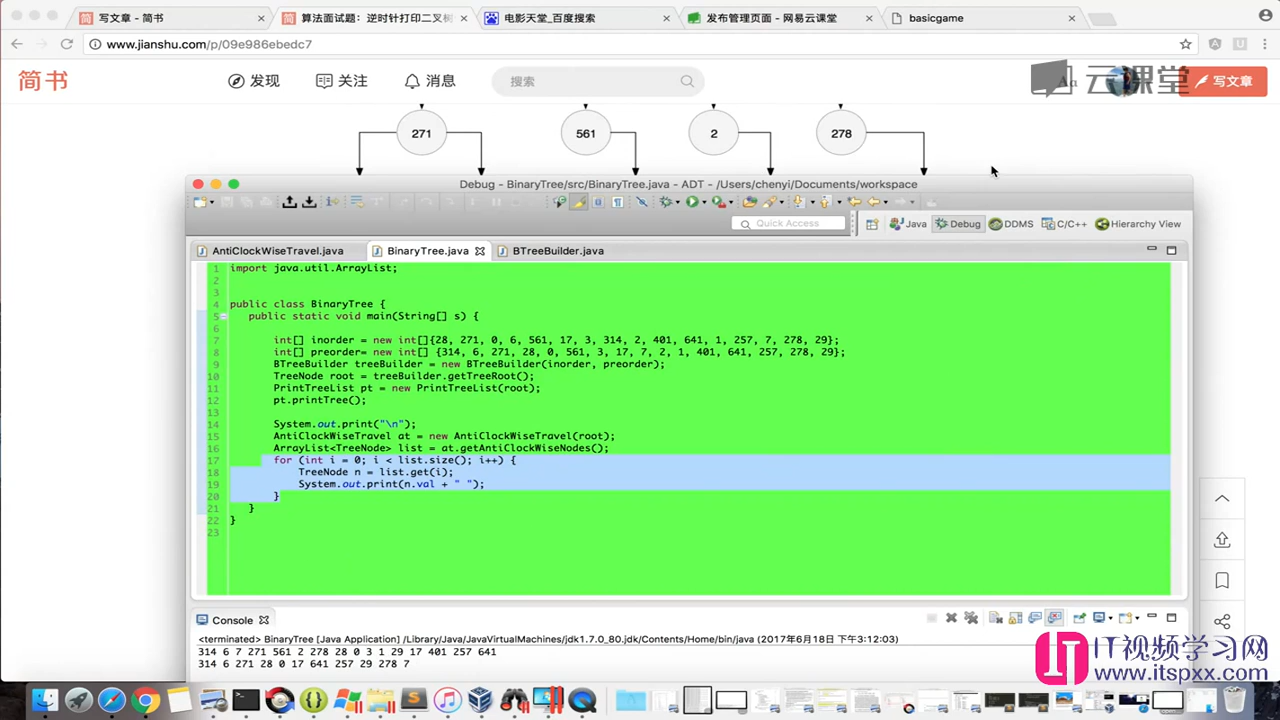 写文章 - 简书
算法面试题：逆时针打印二叉树
电影天堂_百度搜索
发布管理页面 - 网易云课堂
basicgame
www.jianshu.com/p/09e986ebedc7
简书
发现
关注
消息
搜索
Aa
云课堂
写文章
271
561
2
278
Debug - BinaryTree/src/BinaryTree.java - ADT - /Users/chenyi/Documents/workspace
Quick Access
Java
Debug
DDMS
C/C++
Hierarchy View
AntiClockWiseTravel.java
BinaryTree.java
BTreeBuilder.java
1 import java.util.ArrayList;
2
3
4 public class BinaryTree {
5 public static void main(String[] s) {
6
7 int[] inorder = new int[]{28, 271, 0, 6, 561, 17, 3, 314, 2, 401, 641, 1, 257, 7, 278, 29};
8 int[] preorder= new int[] {314, 6, 271, 28, 0, 561, 3, 17, 7, 2, 1, 401, 641, 257, 278, 29};
9 BTreeBuilder treeBuilder = new BTreeBuilder(inorder, preorder);
10 TreeNode root = treeBuilder.getTreeRoot();
11 PrintTreeList pt = new PrintTreeList(root);
12 pt.printTree();
13
14 System.out.print("\n");
15 AntiClockWiseTravel at = new AntiClockWiseTravel(root);
16 ArrayList<TreeNode> list = at.getAntiClockWiseNodes();
17 for (int i = 0; i < list.size(); i++) {
18 TreeNode n = list.get(i);
19 System.out.print(n.val + " ");
20 }
21 }
22 }
23
Console
<terminated> BinaryTree [Java Application] /Library/Java/JavaVirtualMachines/jdk1.7.0_80.jdk/Contents/Home/bin/java (2017年6月18日 下午3:12:03)
314 6 7 271 561 2 278 28 0 3 1 29 17 401 257 641
314 6 271 28 0 17 641 257 29 278 7
IT视频学习网
www.itspxx.com